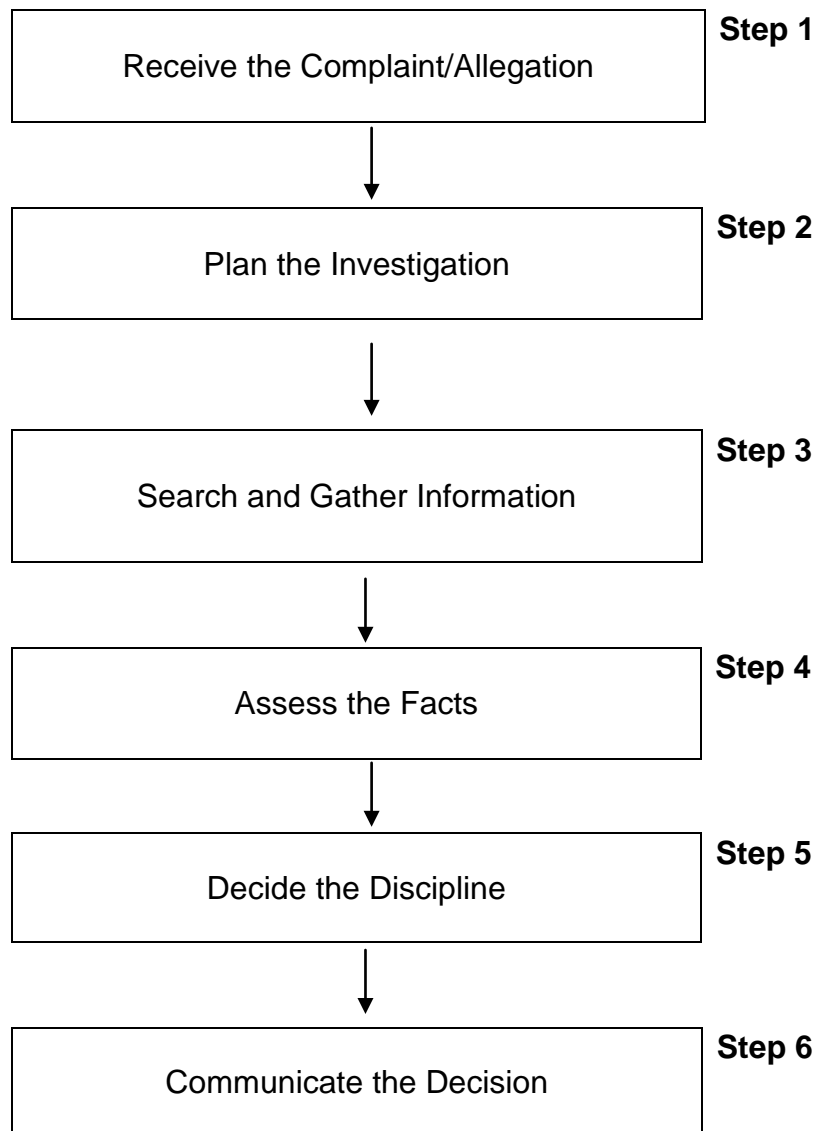 Step 1
Receive the Complaint/Allegation
Step 2
Plan the Investigation
Step 3
Search and Gather Information
Step 4
Assess the Facts
Step 5
Decide the Discipline
Step 6
Communicate the Decision